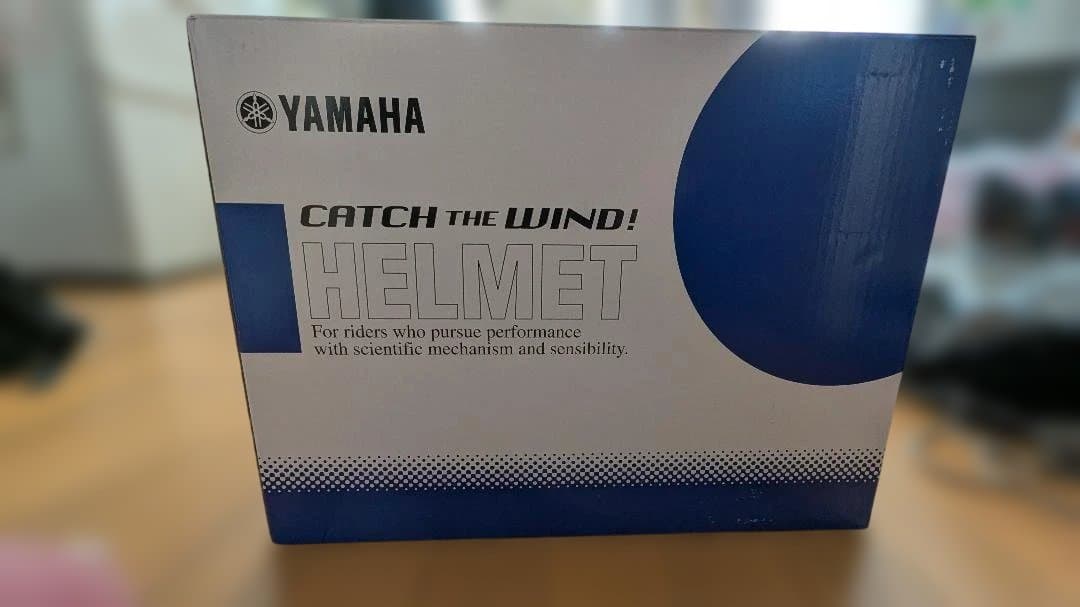 YAMAHA
CATCH THE WIND!
HELMET
For riders who pursue performance
with scientific mechanism and sensibility.